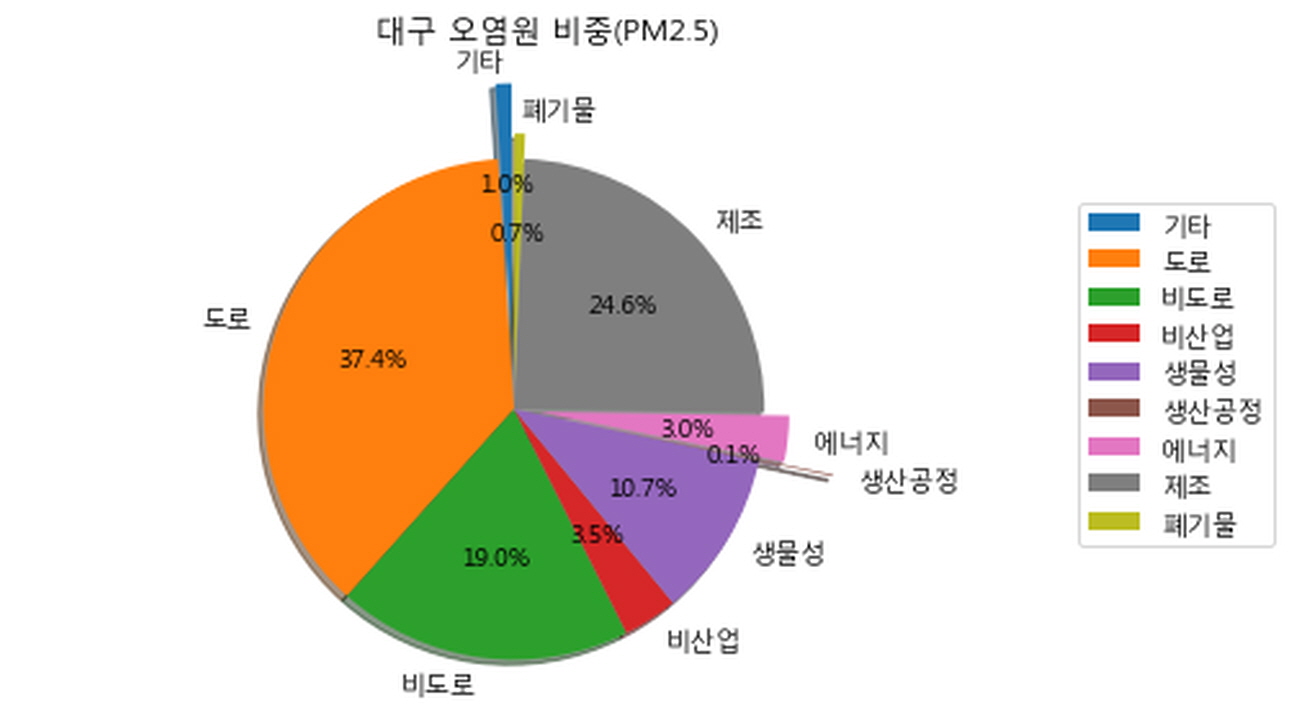 대구 오염원 비중(PM2.5)
기타
폐기물
1.0%
0.7%
제조
24.6%
도로
37.4%
3.0%
에너지
0.1%
생산공정
10.7%
3.5%
생물성
19.0%
비산업
비도로
기타
도로
비도로
비산업
생물성
생산공정
에너지
제조
폐기물